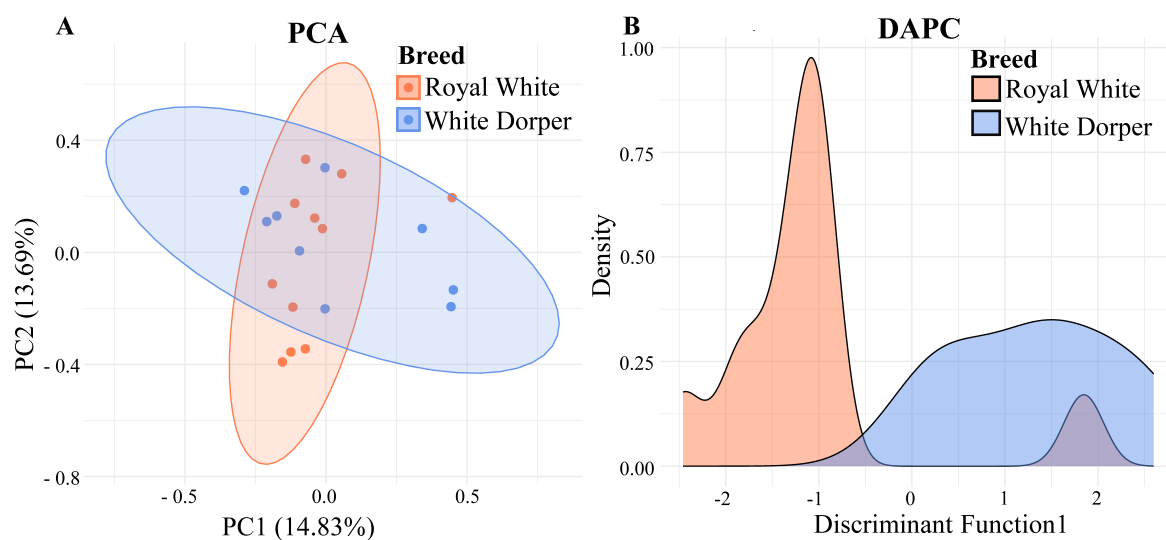 A
PCA
Breed
Royal White
White Dorper
PC2 (13.69%)
0.4
0.0
- 0.4
- 0.8
- 0.5
0.0
0.5
PC1 (14.83%)
B
DAPC
Breed
Royal White
White Dorper
Density
1.00
0.75
0.50
0.25
0.00
-2
-1
0
1
2
Discriminant Function1